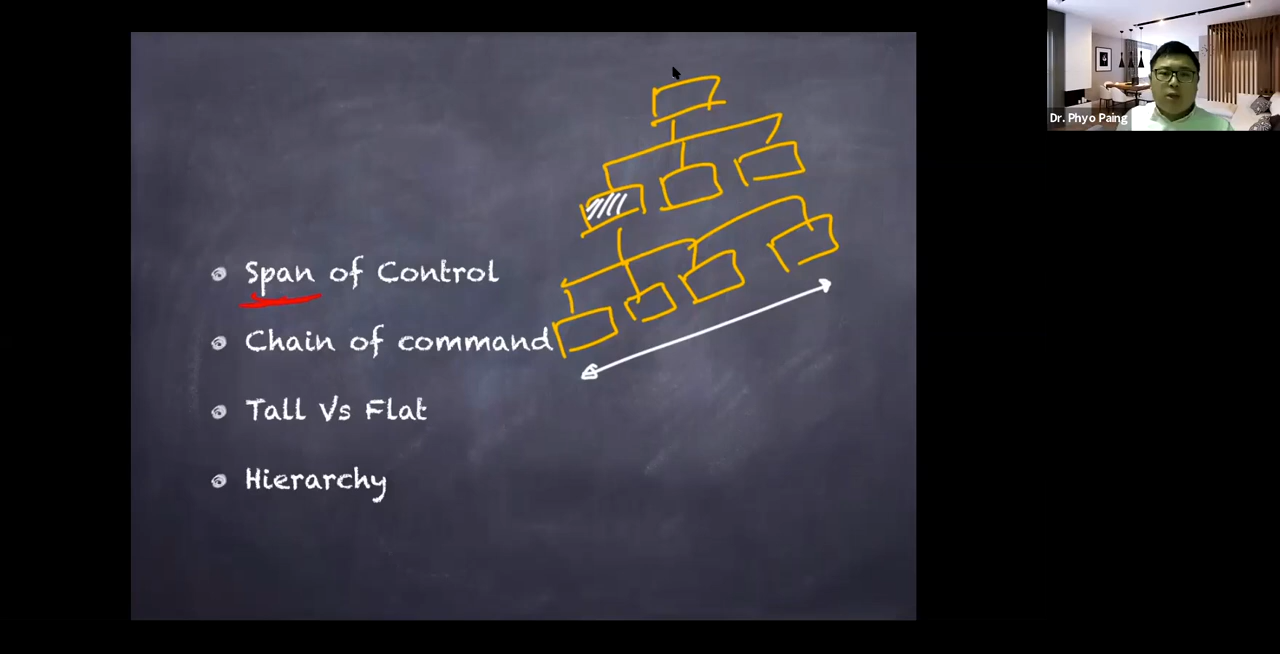 Span of Control
Chain of command
Tall Vs Flat
Hierarchy
Dr. Phyo Paing